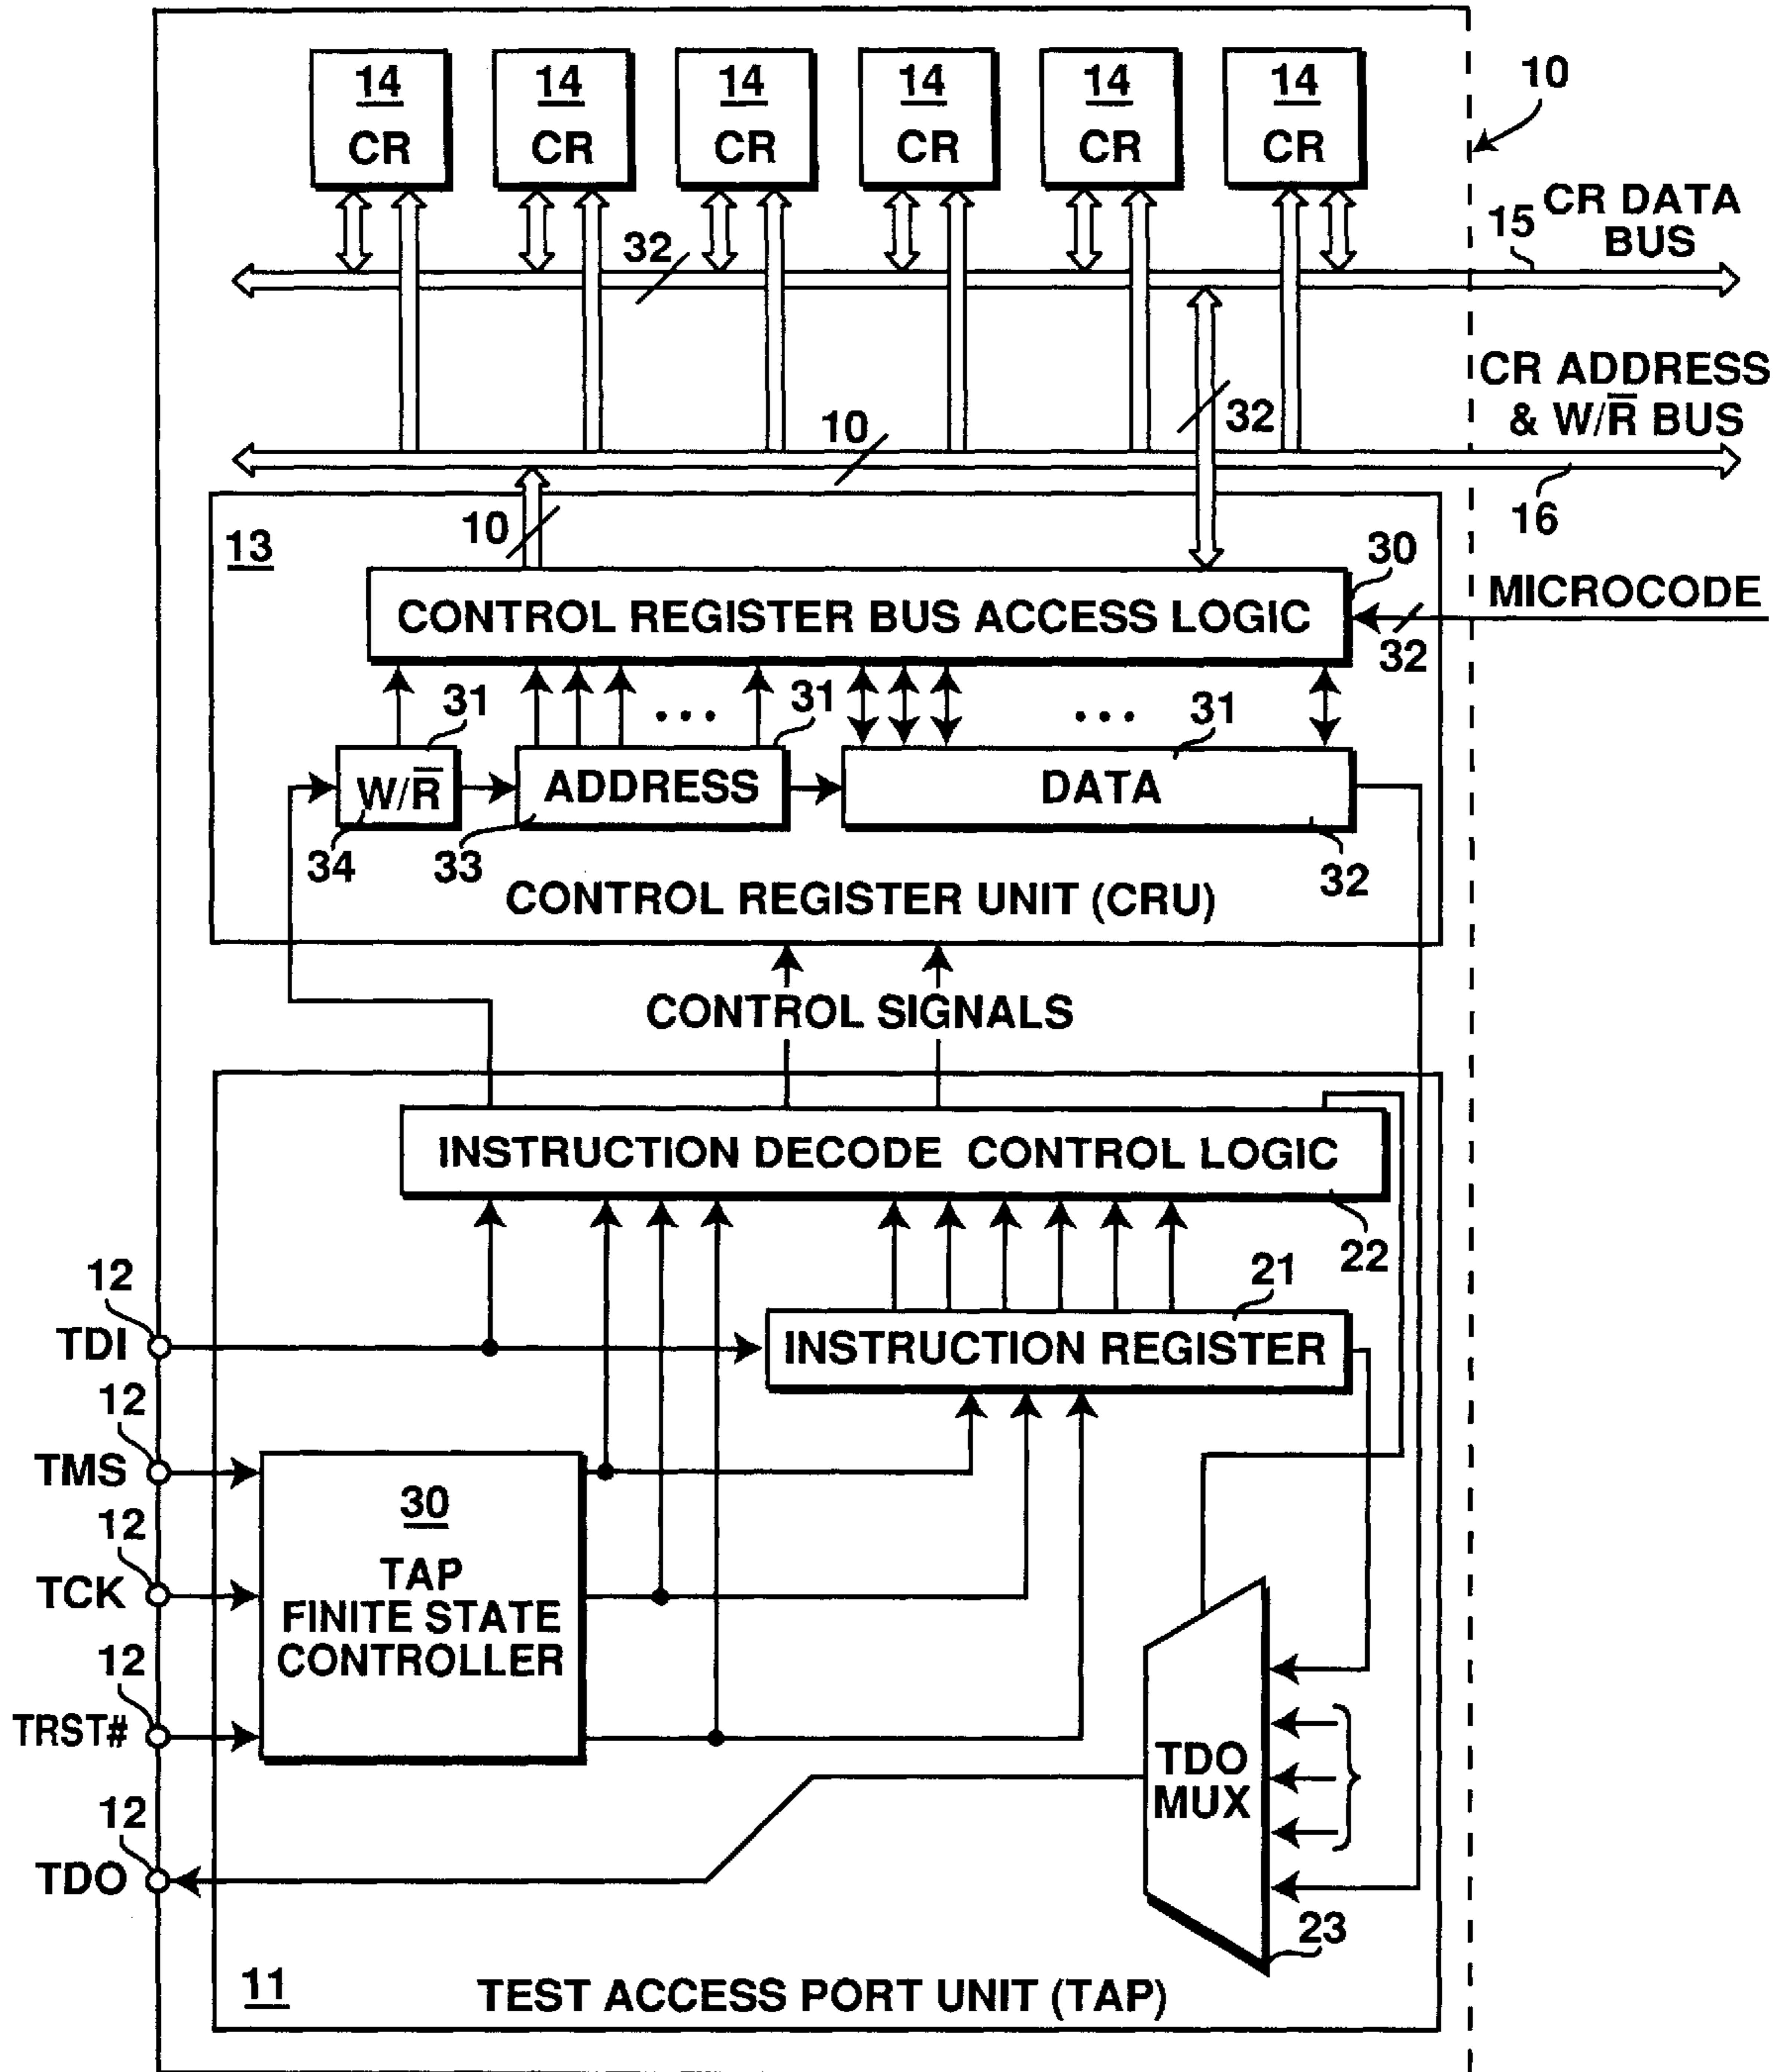 14 14 14 14 14 14
CR CR CR CR CR CR
10
15
CR DATA
BUS
32
CR ADDRESS
& W/R̅ BUS
10
32
16
13
10
30
CONTROL REGISTER BUS ACCESS LOGIC
MICROCODE
32
31
31
31
...
...
W/R̅
ADDRESS
DATA
34
33
32
CONTROL REGISTER UNIT (CRU)
CONTROL SIGNALS
INSTRUCTION DECODE CONTROL LOGIC
22
12
TDI
21
INSTRUCTION REGISTER
12
TMS
30
TAP
FINITE STATE
CONTROLLER
12
TCK
12
TRST#
TDO
MUX
12
TDO
23
11
TEST ACCESS PORT UNIT (TAP)